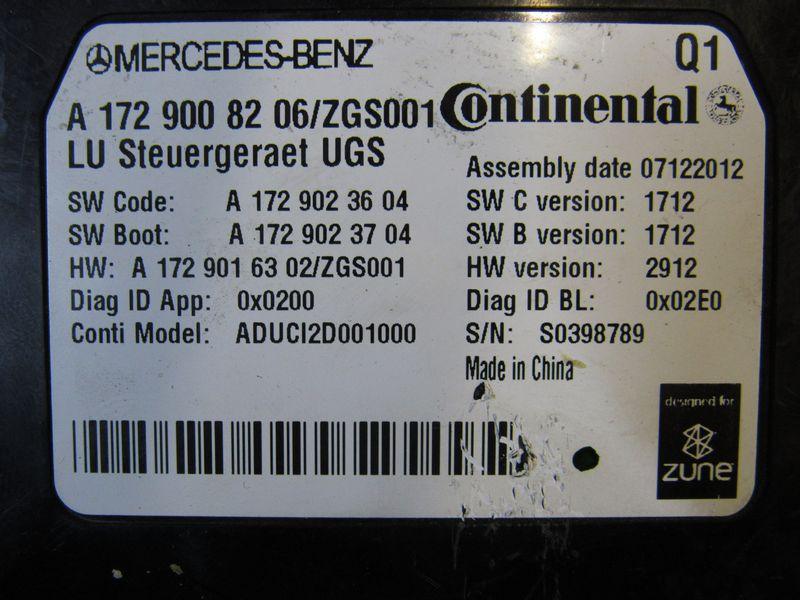 MERCEDES-BENZ
Q1
A 172 900 82 06/ZGS001
Continental
LU Steuergeraet UGS
Assembly date 07122012
SW Code: A 172 902 36 04
SW C version: 1712
SW Boot: A 172 902 37 04
SW B version: 1712
HW: A 172 901 63 02/ZGS001
HW version: 2912
Diag ID App: 0x0200
Diag ID BL: 0x02E0
Conti Model: ADUCI2D001000
S/N: S0398789
Made in China
designed for
zune